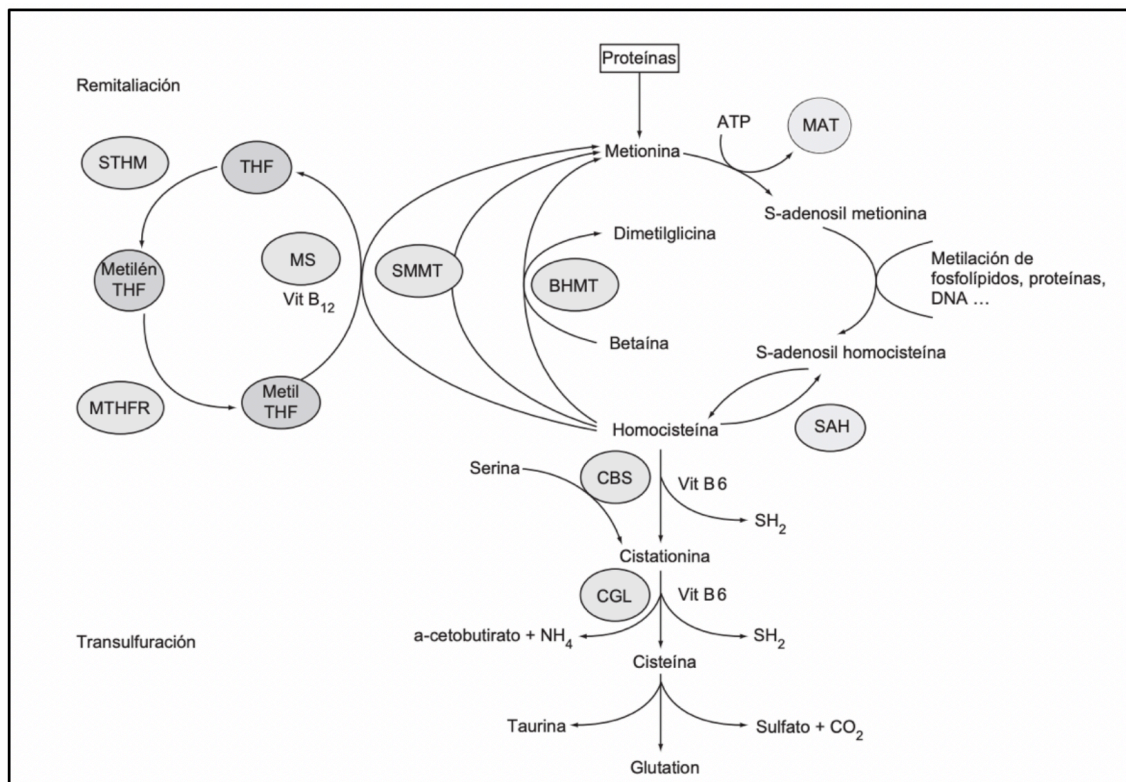 Proteínas
Remitaliación
ATP
MAT
STHM
THF
Metionina
S-adenosil metionina
Dimetilglicina
MS
SMMT
BHMT
Metilén
THF
Vit B12
Metilación de
fosfolípidos, proteínas,
DNA ...
Betaína
S-adenosil homocisteína
MTHFR
Metil
THF
Homocisteína
SAH
Serina
CBS
Vit B6
SH2
Cistationina
CGL
Vit B6
Transulfuración
a-cetobutirato + NH4
SH2
Cisteína
Taurina
Sulfato + CO2
Glutation